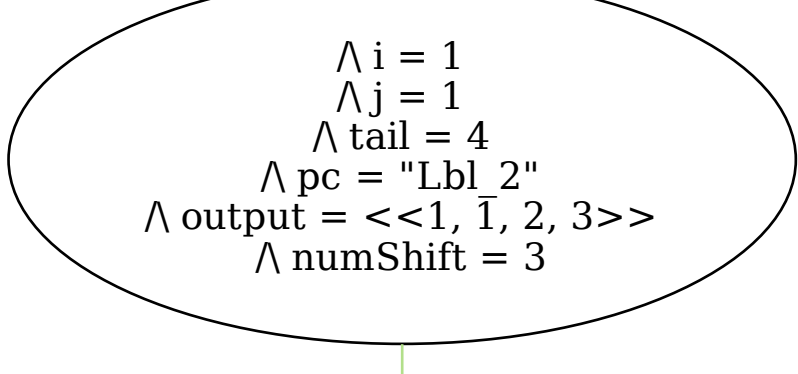 /\ i = 1
/\ j = 1
/\ tail = 4
/\ pc = "Lbl_2"
/\ output = <<1, 1, 2, 3>>
/\ numShift = 3